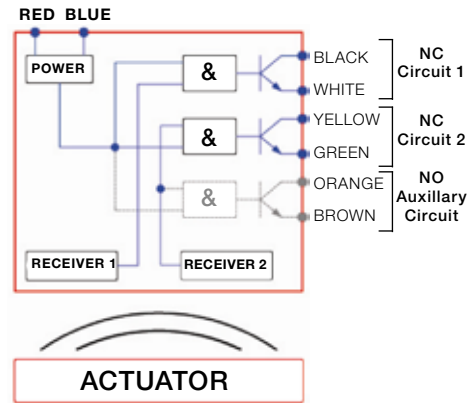 RED BLUE
POWER
&
BLACK
WHITE
NC
Circuit 1
&
YELLOW
GREEN
NC
Circuit 2
&
ORANGE
BROWN
NO
Auxillary
Circuit
RECEIVER 1
RECEIVER 2
ACTUATOR